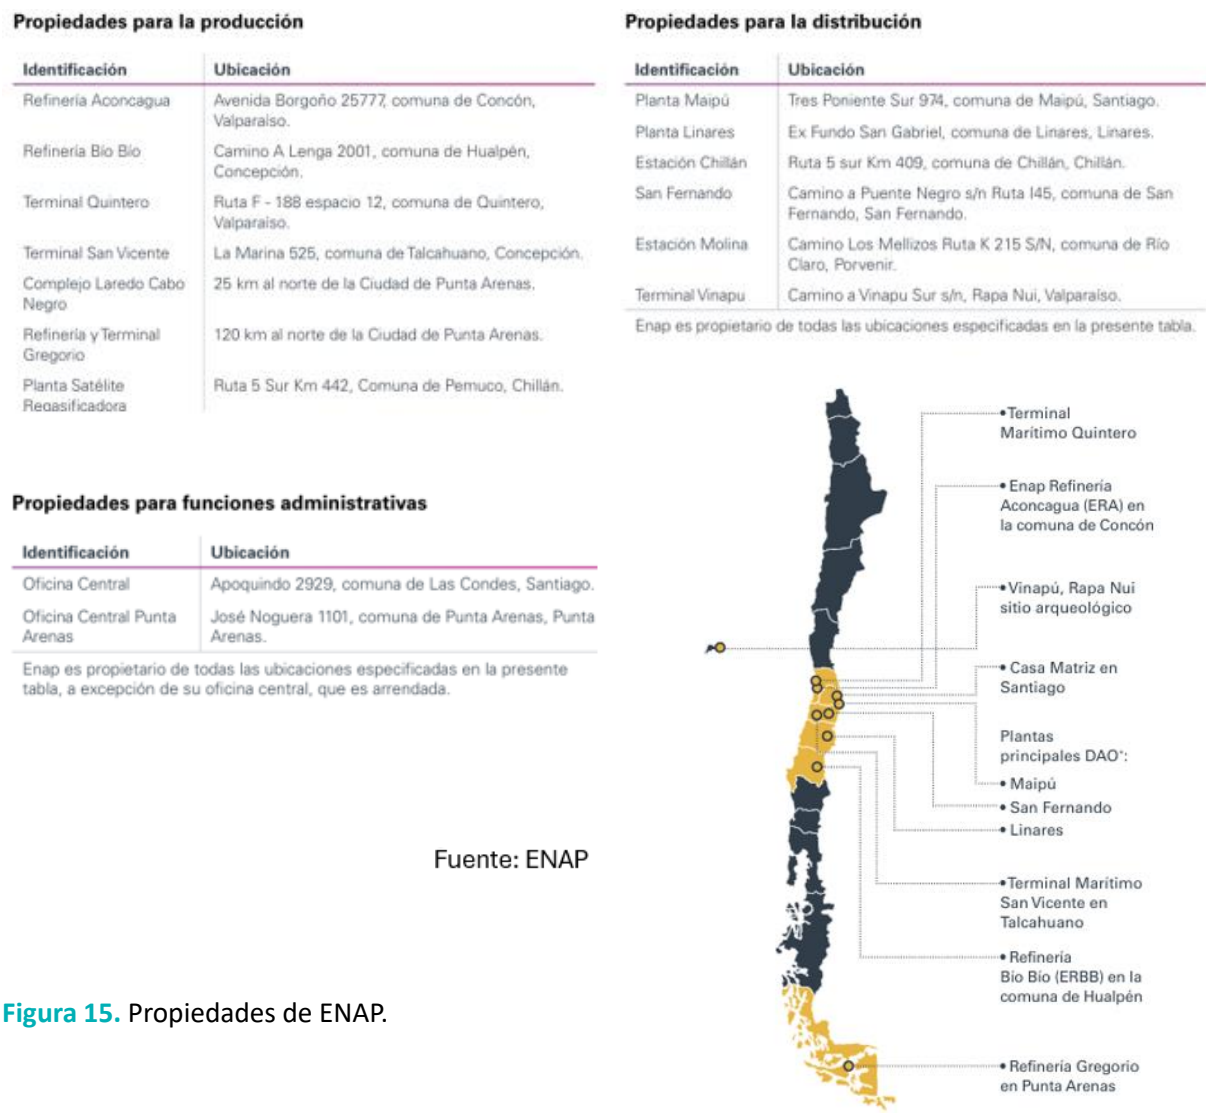 Propiedades para la producción
Identificación Ubicación
Refinería Aconcagua Avenida Borgoño 25777, comuna de Concón,
Valparaíso.
Refinería Bío Bío Camino A Lenga 2001, comuna de Hualpén,
Concepción.
Terminal Quintero Ruta F - 188 espacio 12, comuna de Quintero,
Valparaíso.
Terminal San Vicente La Marina 525, comuna de Talcahuano, Concepción.
Complejo Laredo Cabo 25 km al norte de la Ciudad de Punta Arenas.
Negro
Refinería y Terminal 120 km al norte de la Ciudad de Punta Arenas.
Gregorio
Planta Satélite Ruta 5 Sur Km 442, Comuna de Pemuco, Chillán.
Regasificadora
Propiedades para la distribución
Identificación Ubicación
Planta Maipú Tres Poniente Sur 974, comuna de Maipú, Santiago.
Planta Linares Ex Fundo San Gabriel, comuna de Linares, Linares.
Estación Chillán Ruta 5 sur Km 409, comuna de Chillán, Chillán.
San Fernando Camino a Puente Negro s/n Ruta I45, comuna de San
Fernando, San Fernando.
Estación Molina Camino Los Mellizos Ruta K 215 S/N, comuna de Río
Claro, Porvenir.
Terminal Vinapu Camino a Vinapu Sur s/n, Rapa Nui, Valparaíso.
Enap es propietario de todas las ubicaciones especificadas en la presente tabla.
Propiedades para funciones administrativas
Identificación Ubicación
Oficina Central Apoquindo 2929, comuna de Las Condes, Santiago.
Oficina Central Punta José Noguera 1101, comuna de Punta Arenas, Punta
Arenas Arenas.
Enap es propietario de todas las ubicaciones especificadas en la presente
tabla, a excepción de su oficina central, que es arrendada.
Terminal
Marítimo Quintero
Enap Refinería
Aconcagua (ERA) en
la comuna de Concón
Vinapú, Rapa Nui
sitio arqueológico
Casa Matriz en
Santiago
Plantas
principales DAO*:
Maipú
San Fernando
Linares
Terminal Marítimo
San Vicente en
Talcahuano
Refinería
Bío Bío (ERBB) en la
comuna de Hualpén
Refinería Gregorio
en Punta Arenas
Fuente: ENAP
Figura 15. Propiedades de ENAP.